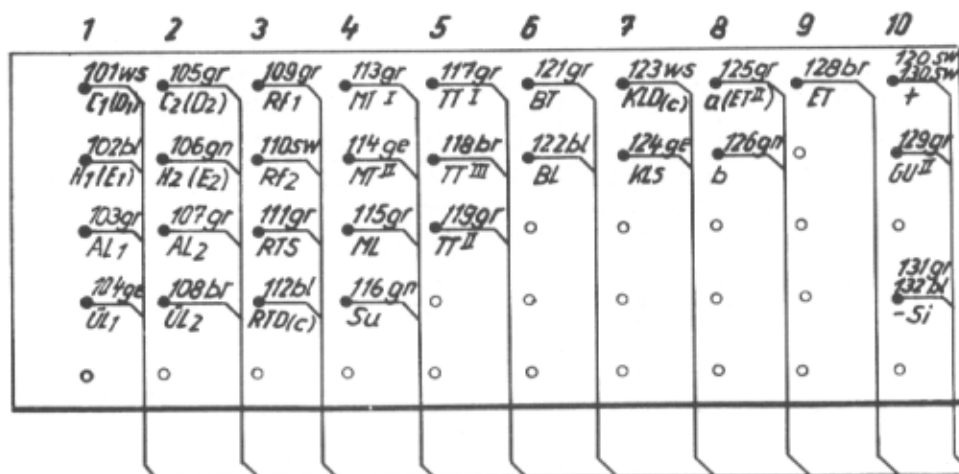 1 2 3 4 5 6 7 8 9 10
120sw
101ws 105gr 109gr 113gr 117gr 121gr 123ws 125gr 128br 130sw
C1(D1) C2(D2) Rf1 MT I TT I BT KLD(c) a(ET II) ET +
102bl 106gn 110sw 114ge 118br 122bl 124ge 126gn 129gr
H1(E1) H2(E2) Rf2 MT II TT III BL KLS b GU II
103gr 107gr 111gr 115gr 119gr
AL1 AL2 RTS ML TT II
131gr
104ge 108br 112bl 116gn 132bl
ÜL1 ÜL2 RTD(c) Su -Si